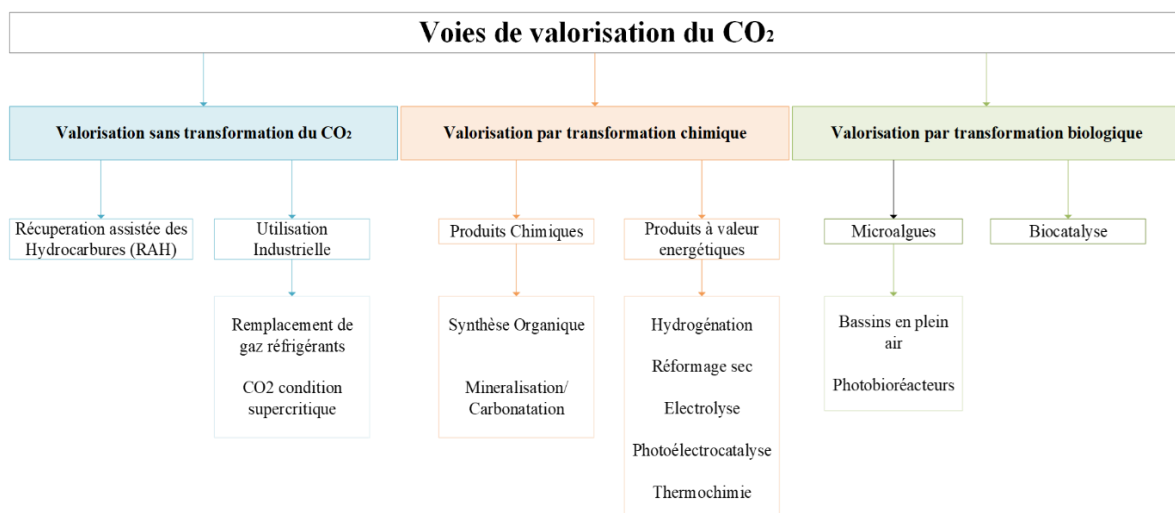 Voies de valorisation du CO₂
Valorisation sans transformation du CO₂
Valorisation par transformation chimique
Valorisation par transformation biologique
Récuperation assistée des
Hydrocarbures (RAH)
Utilisation
Industrielle
Produits Chimiques
Produits à valeur
energétiques
Microalgues
Biocatalyse
Remplacement de
gaz réfrigérants
CO2 condition
supercritique
Synthèse Organique
Mineralisation/
Carbonatation
Hydrogénation
Réformage sec
Electrolyse
Photoélectrocatalyse
Thermochimie
Bassins en plein
air
Photobioréacteurs